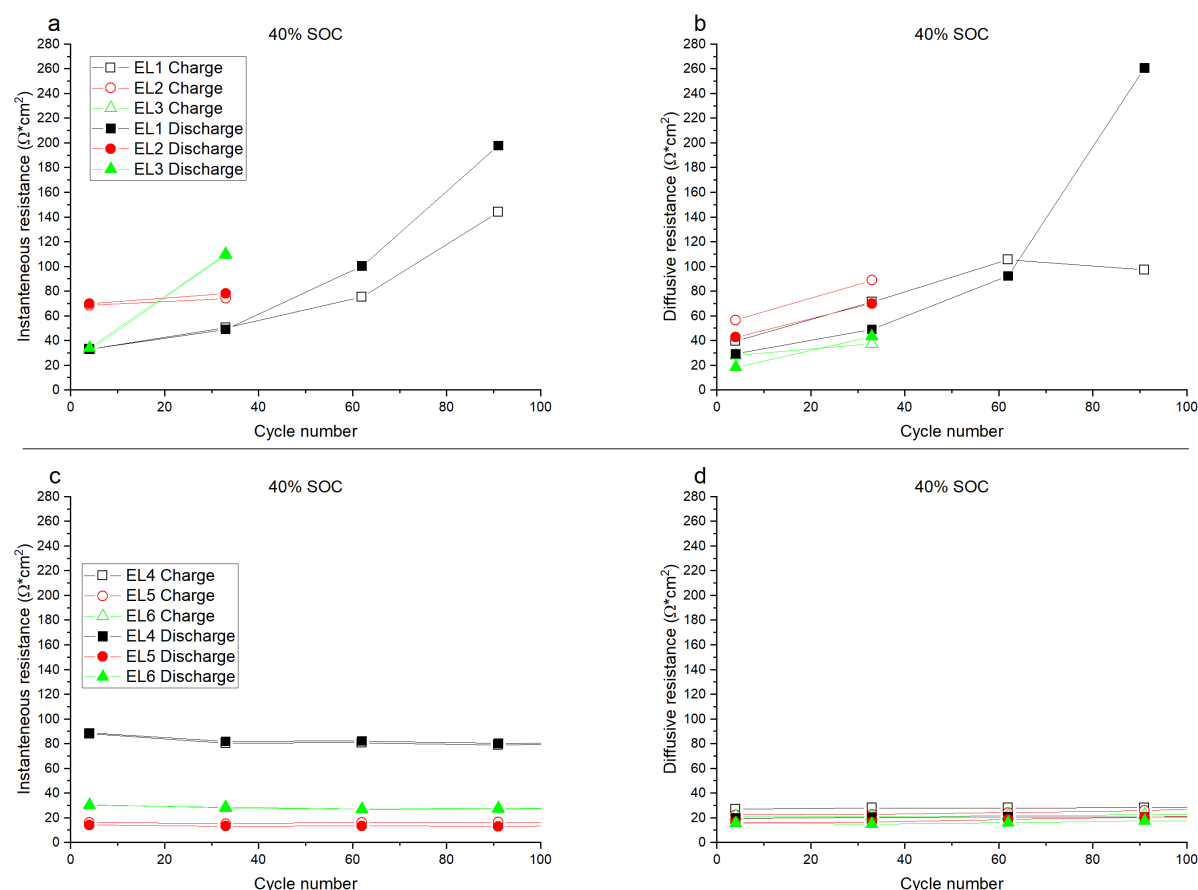 a
40% SOC
280
260
240
220
200
180
160
140
120
100
80
60
40
20
0
Instanteneous resistance (Ω*cm²)
EL1 Charge
EL2 Charge
EL3 Charge
EL1 Discharge
EL2 Discharge
EL3 Discharge
0 20 40 60 80 100
Cycle number
b
40% SOC
280
260
240
220
200
180
160
140
120
100
80
60
40
20
0
Diffusive resistance (Ω*cm²)
0 20 40 60 80 100
Cycle number
c
40% SOC
280
260
240
220
200
180
160
140
120
100
80
60
40
20
0
Instanteneous resistance (Ω*cm²)
EL4 Charge
EL5 Charge
EL6 Charge
EL4 Discharge
EL5 Discharge
EL6 Discharge
0 20 40 60 80 100
Cycle number
d
40% SOC
280
260
240
220
200
180
160
140
120
100
80
60
40
20
0
Diffusive resistance (Ω*cm²)
0 20 40 60 80 100
Cycle number